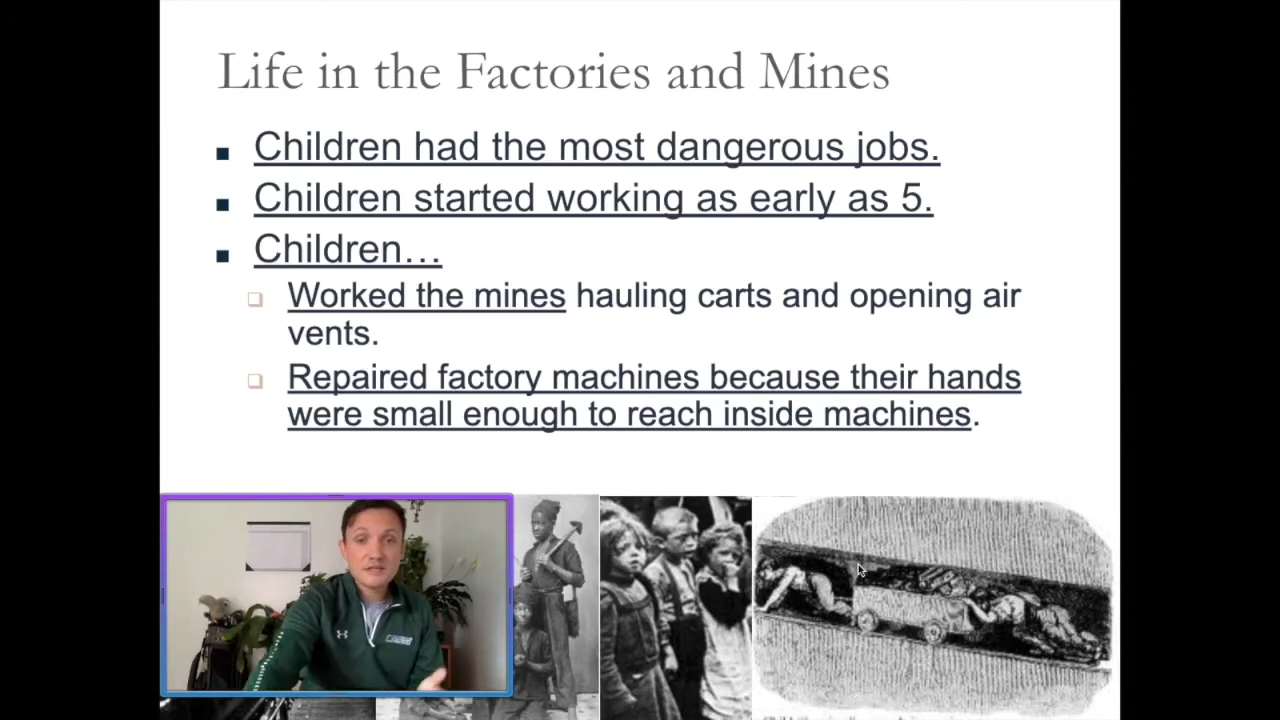 Life in the Factories and Mines
Children had the most dangerous jobs.
Children started working as early as 5.
Children…
Worked the mines hauling carts and opening air
vents.
Repaired factory machines because their hands
were small enough to reach inside machines.